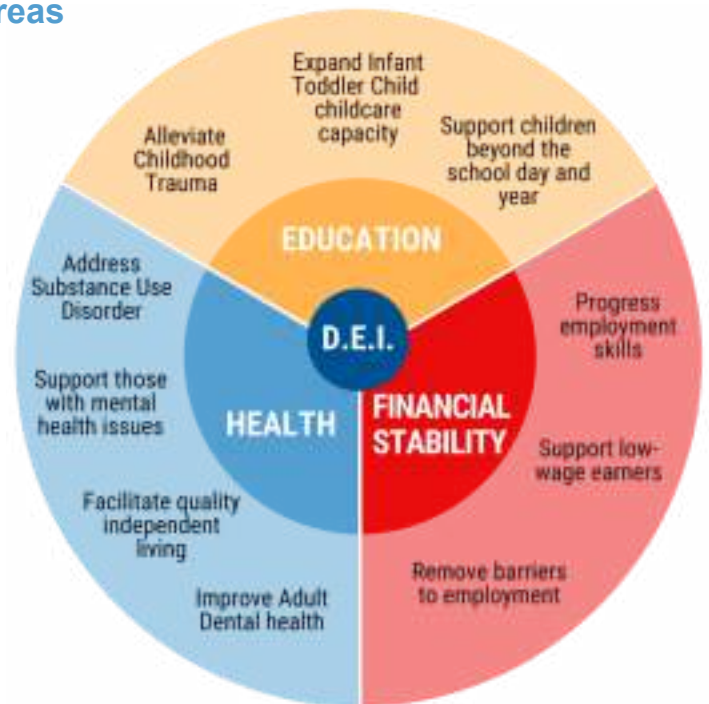 reas
Expand Infant
Toddler Child
childcare
capacity
Alleviate
Childhood
Trauma
Support children
beyond the
school day and
year
EDUCATION
D.E.I.
Address
Substance Use
Disorder
Support those
with mental
health issues
Facilitate quality
independent
living
Improve Adult
Dental health
HEALTH
FINANCIAL
STABILITY
Progress
employment
skills
Support low-
wage earners
Remove barriers
to employment